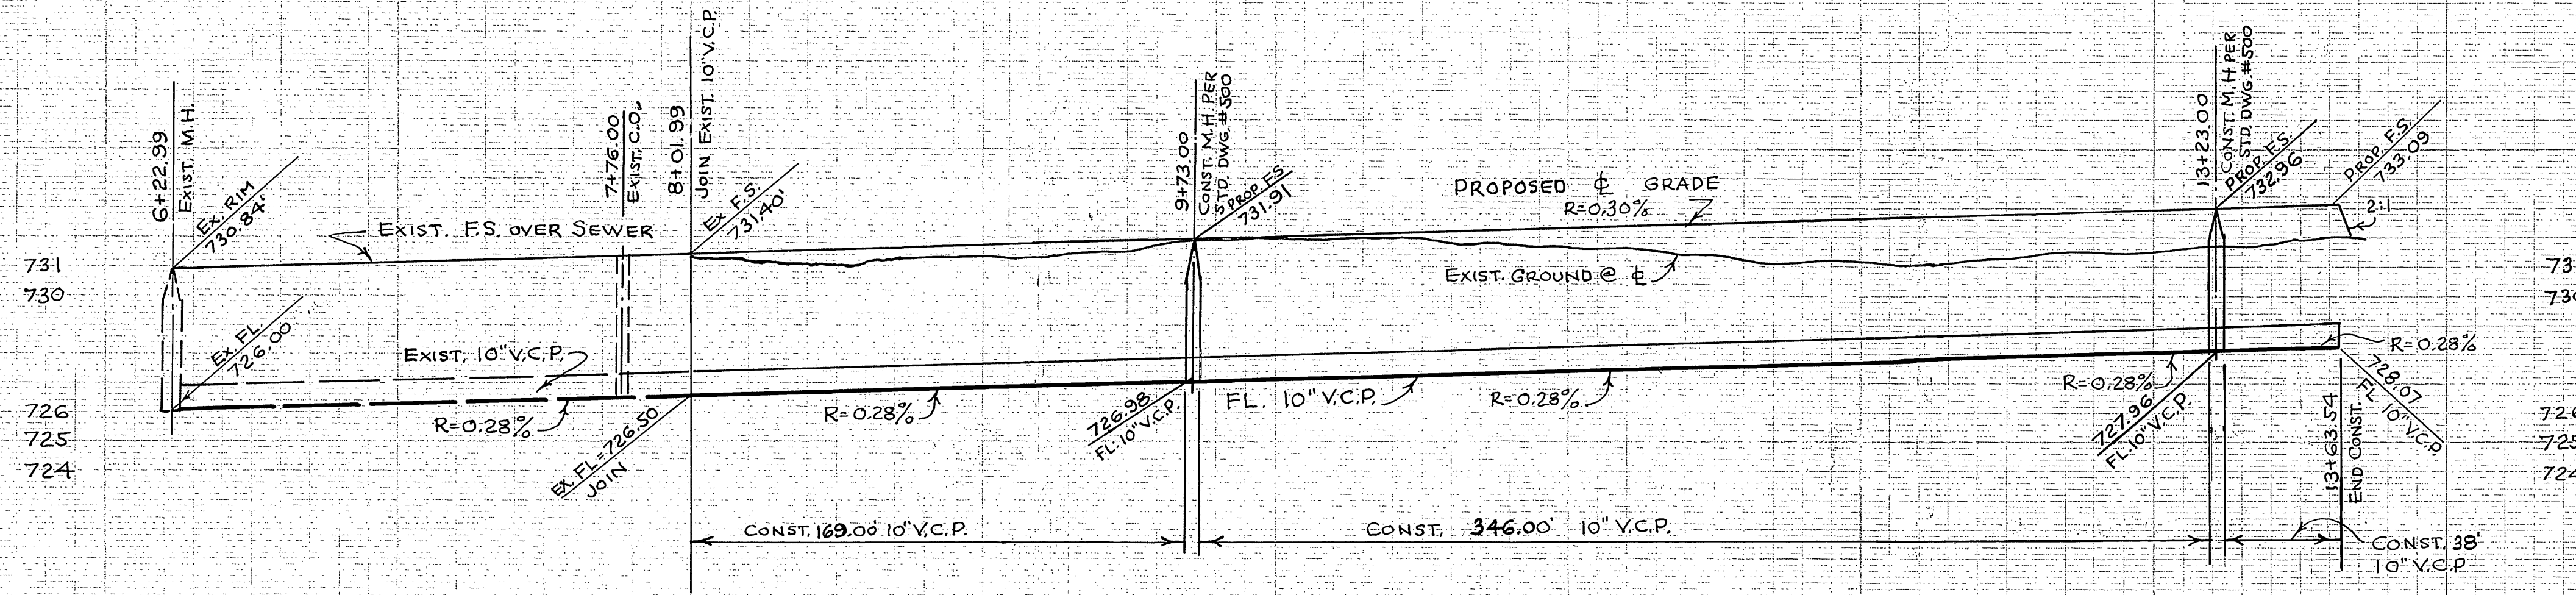 6+22.99
EXIST. M.H.
EX. RIM
730.84'
EXIST. F.S. OVER SEWER
7+76.00
EXIST. C.O.
8+01.99
JOIN EXIST. 10" V.C.P.
EX. F.S.
731.40'
9+73.00
CONST. M.H. PER
STD. DWG. #500
PROP. F.S.
731.91
PROPOSED ℄ GRADE
R=0.30%
EXIST. GROUND @ ℄
13+23.00
CONST. M.H. PER
STD. DWG. #500
PROP. F.S.
732.96
PROP. F.S.
733.09
2:1
731
730
EX. FL.
726.00
EXIST. 10" V.C.P.
726
725
724
R=0.28%
EX. FL=726.50
JOIN
R=0.28%
726.98
FL. 10" V.C.P.
FL. 10" V.C.P.
R=0.28%
R=0.28%
727.96
FL. 10" V.C.P.
R=0.28%
728.07
FL 10" V.C.P.
13+63.54
END CONST.
73
730
726
725
724
CONST. 169.00' 10" V.C.P.
CONST. 346.00' 10" V.C.P.
CONST. 38'
10" V.C.P